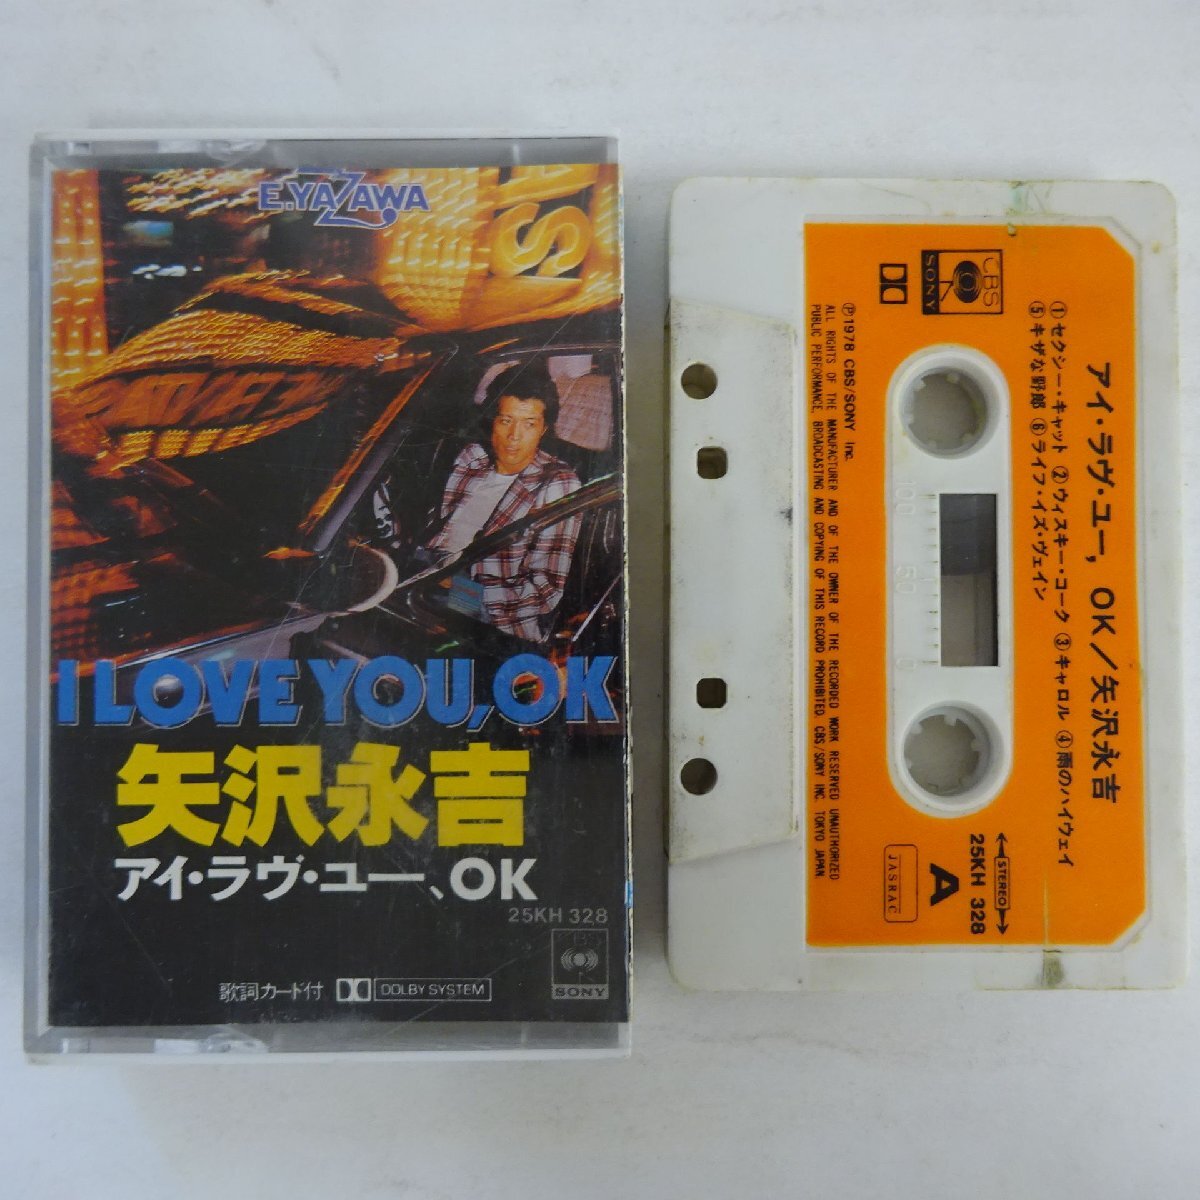 E.YAZAWA
I LOVE YOU, OK
矢沢永吉
アイ・ラヴ・ユー、OK
25KH 328
歌詞カード付
DOLBY SYSTEM
SONY
CBS
SONY
アイ・ラヴ・ユー, OK/矢沢永吉
①セクシー・キャット ②ウィスキー・コーク ③キャロル ④雨のハイウェイ
⑤キザな野郎 ⑥ライフ・イズ・ヴェイン
STEREO
25KH 328
A
JASRAC
100 50 0
Ⓟ1978 CBS/SONY Inc.
ALL RIGHTS OF THE MANUFACTURER AND OF THE OWNER OF THE RECORDED WORK RESERVED UNAUTHORIZED
PUBLIC PERFORMANCE, BROADCASTING AND COPYING OF THIS RECORD PROHIBITED. CBS/SONY INC. TOKYO JAPAN.